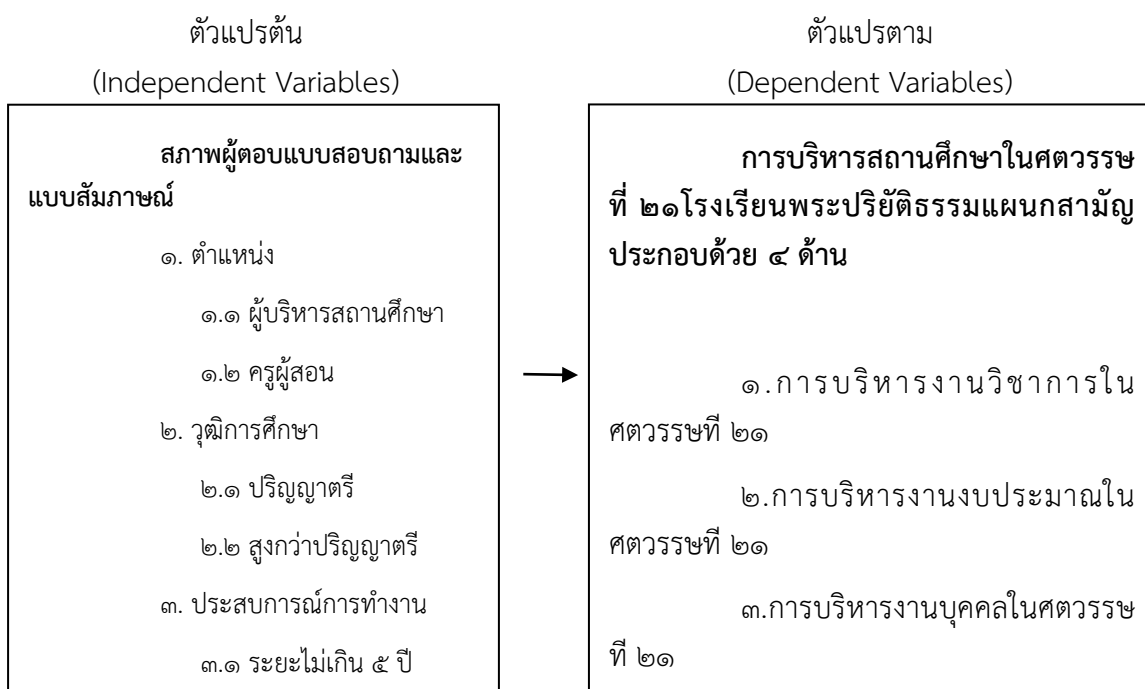 ตัวแปรต้น
(Independent Variables)
สภาพผู้ตอบแบบสอบถามและ
แบบสัมภาษณ์
๑. ตำแหน่ง
๑.๑ ผู้บริหารสถานศึกษา
๑.๒ ครูผู้สอน
๒. วุฒิการศึกษา
๒.๑ ปริญญาตรี
๒.๒ สูงกว่าปริญญาตรี
๓. ประสบการณ์การทำงาน
๓.๑ ระยะไม่เกิน ๕ ปี
ตัวแปรตาม
(Dependent Variables)
การบริหารสถานศึกษาในศตวรรษ
ที่ ๒๑โรงเรียนพระปริยัติธรรมแผนกสามัญ
ประกอบด้วย ๔ ด้าน
๑.การบริหารงานวิชาการใน
ศตวรรษที่ ๒๑
๒.การบริหารงานงบประมาณใน
ศตวรรษที่ ๒๑
๓.การบริหารงานบุคคลในศตวรรษ
ที่ ๒๑